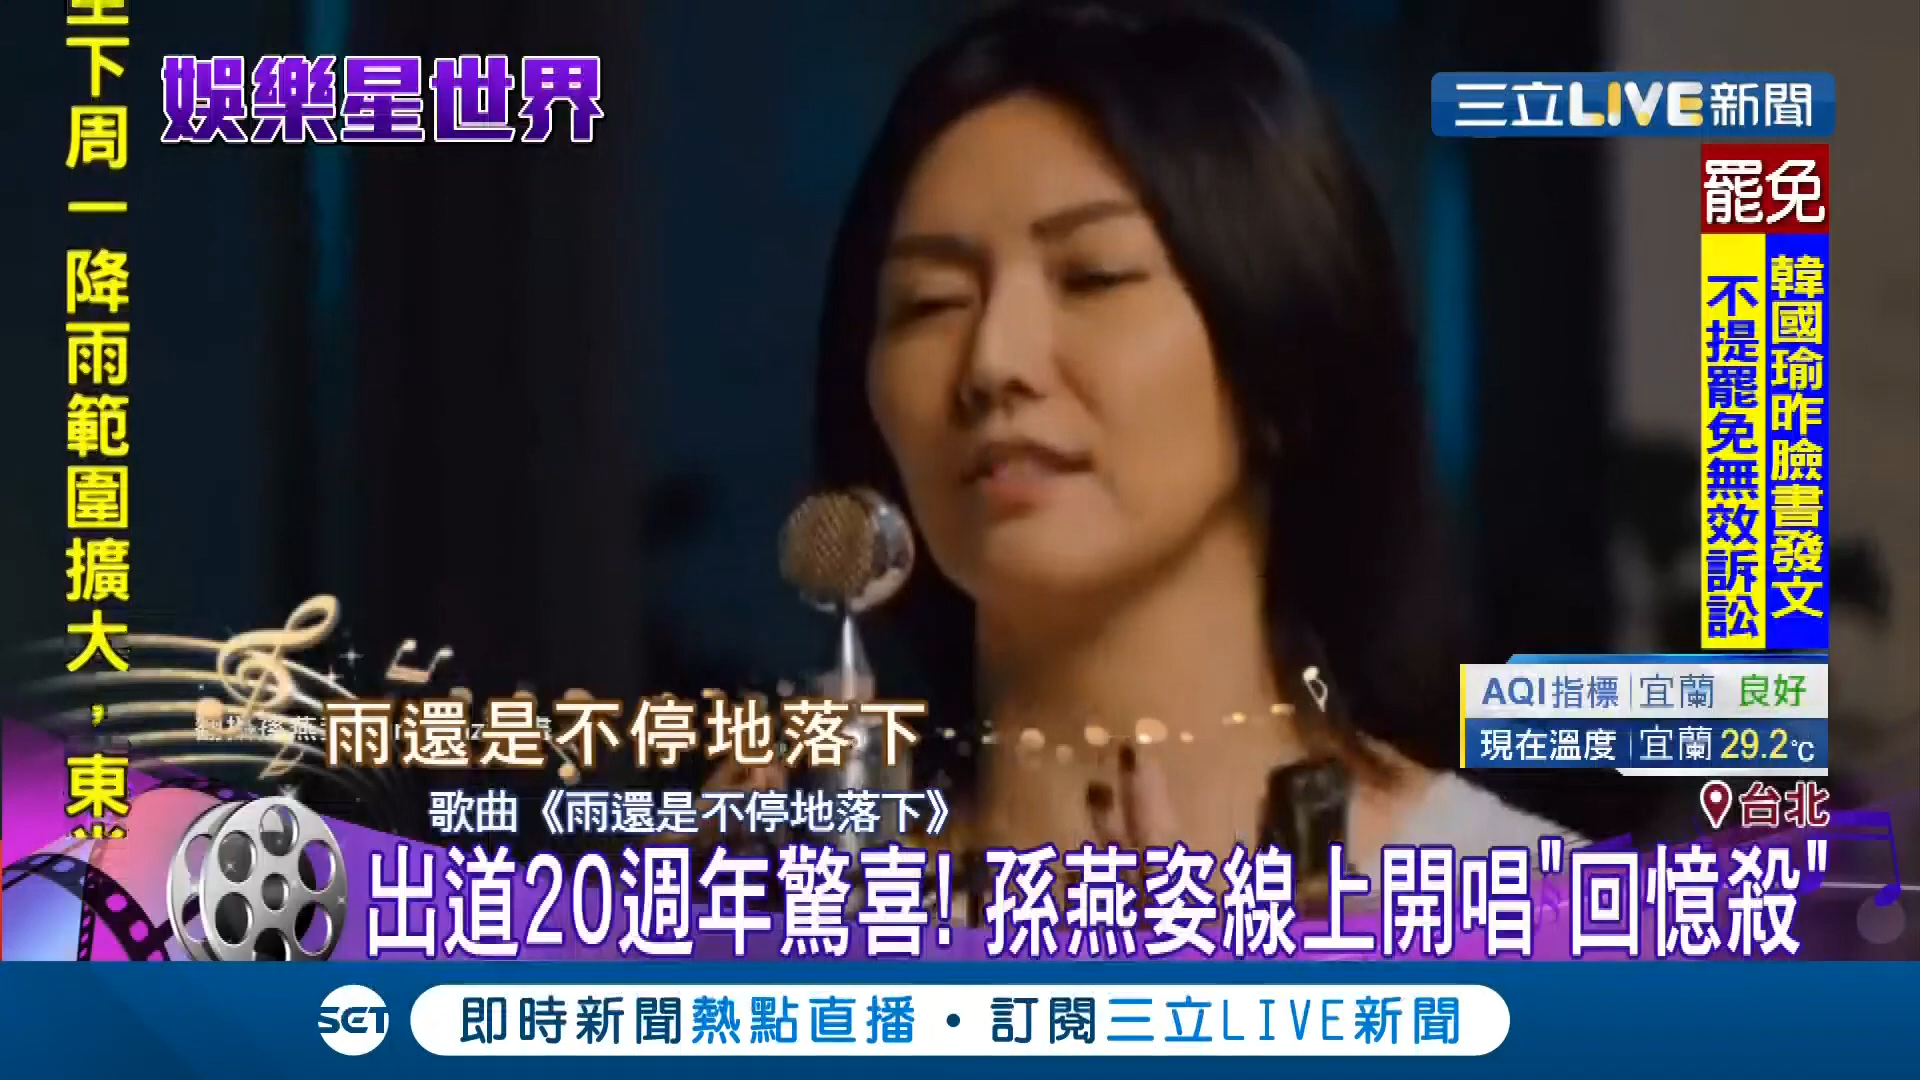 娛樂星世界
三立LIVE新聞
罷免
韓國瑜昨臉書發文
不提罷免無效訴訟
下周一降雨範圍擴大，東
AQI指標 宜蘭 良好
現在溫度 宜蘭 29.2°C
台北
雨還是不停地落下
歌曲《雨還是不停地落下》
出道20週年驚喜! 孫燕姿線上開唱"回憶殺"
SET
即時新聞熱點直播・訂閱三立LIVE新聞